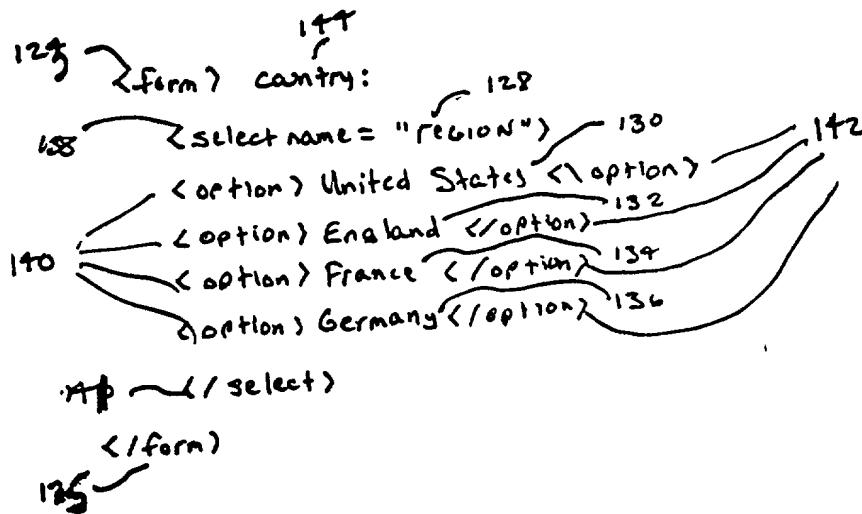 144
124 <form> country:
128
138 <select name = "REGION">
130
142
<option> United States <\option>
132
<option> England </option>
140
134
<option> France </option>
136
<option> Germany </option>
</select>
</form>